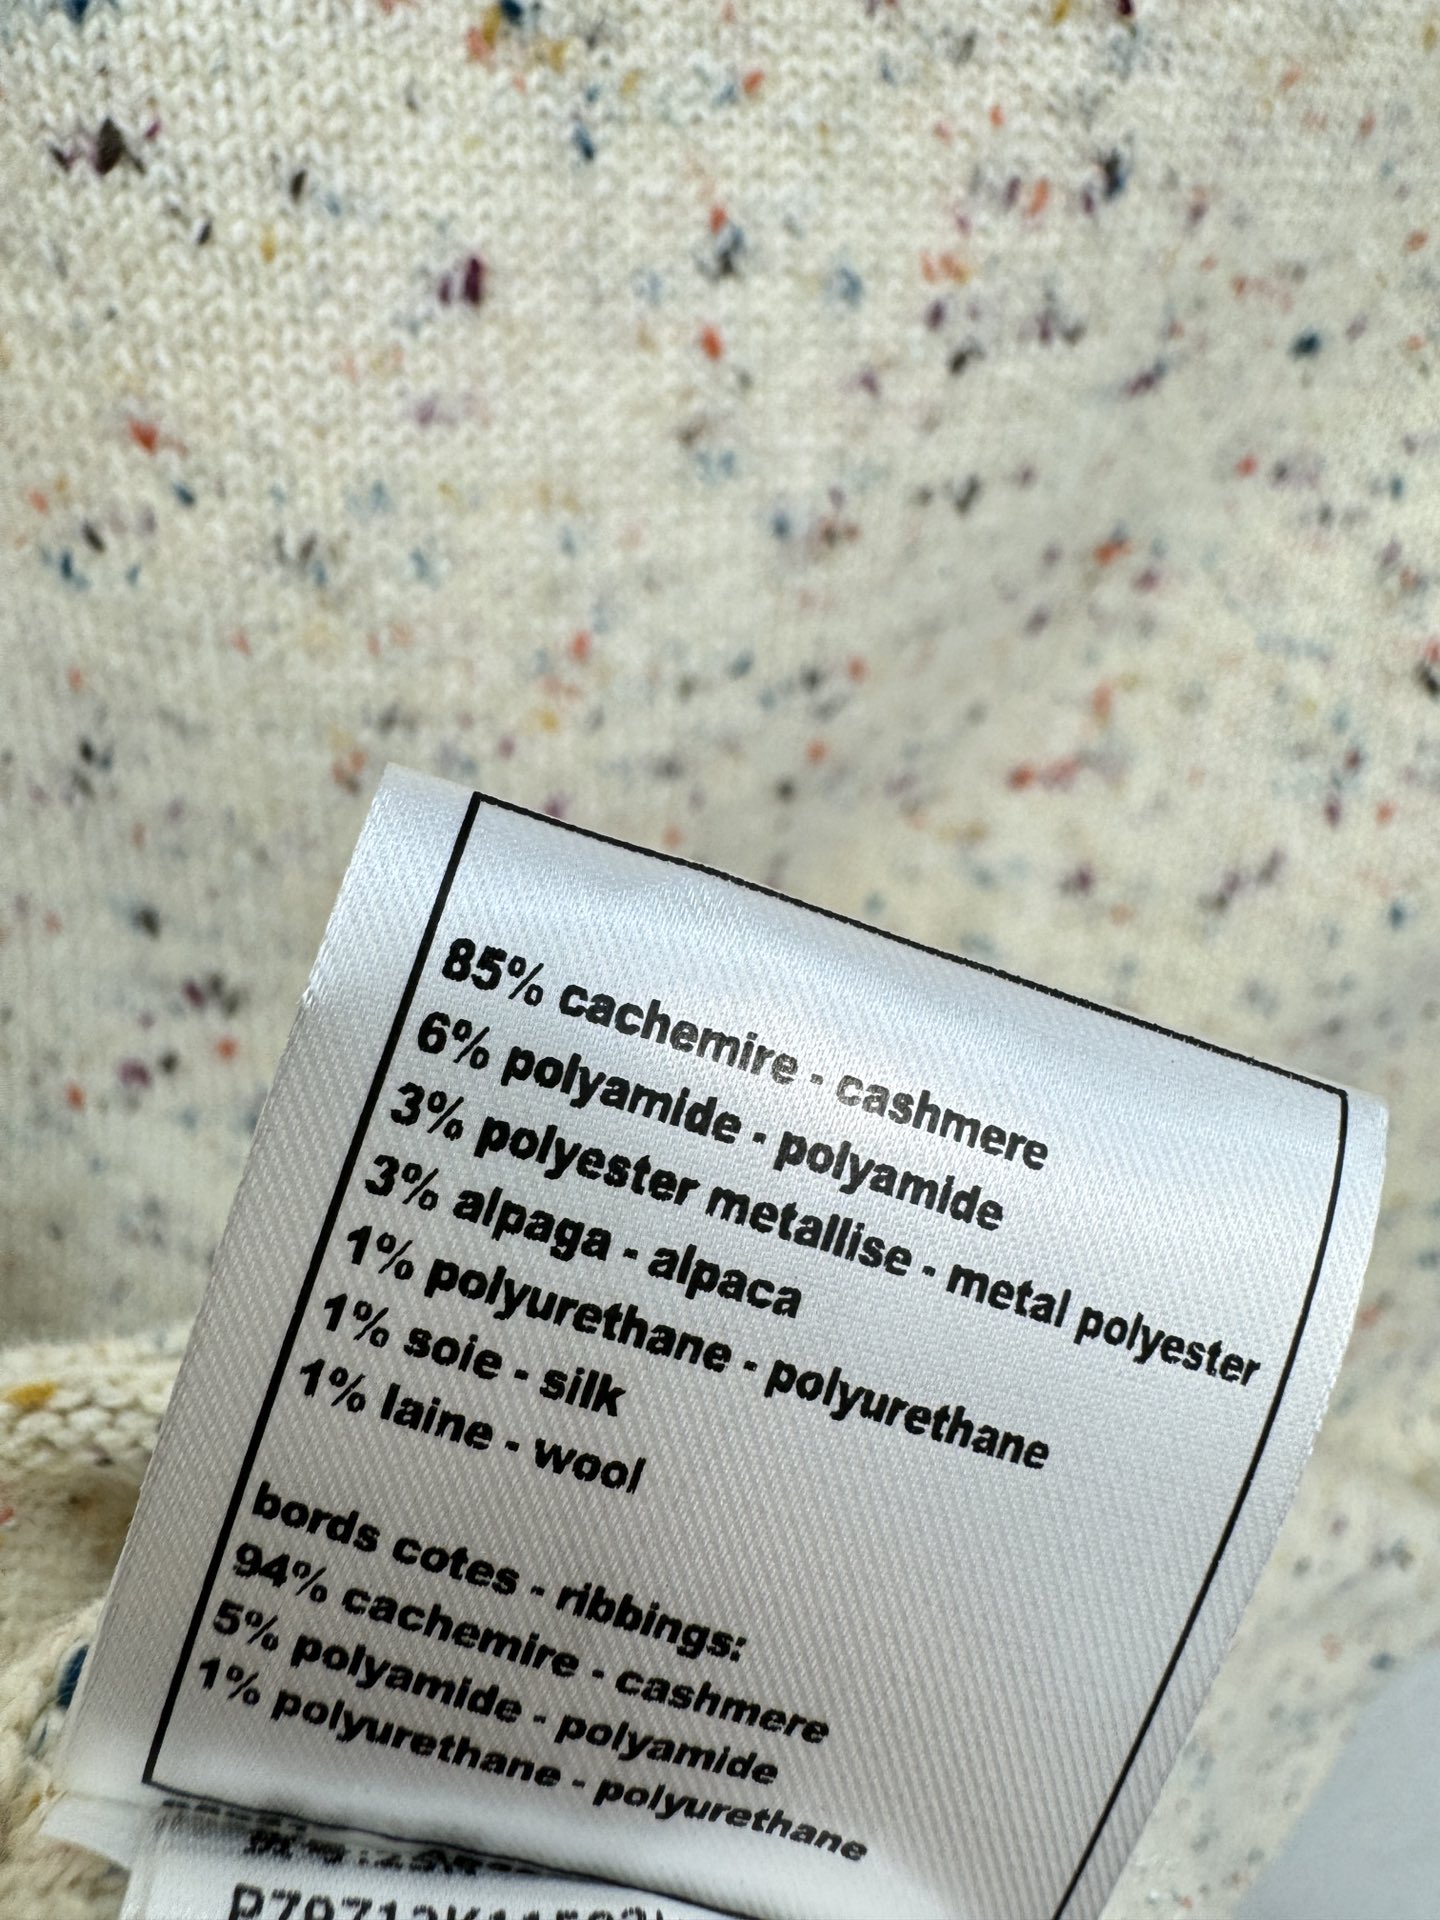 85% cachemire - cashmere
6% polyamide - polyamide
3% polyester metallise - metal polyester
3% alpaga - alpaca
1% polyurethane - polyurethane
1% soie - silk
1% laine - wool
bords cotes - ribbings:
94% cachemire - cashmere
5% polyamide - polyamide
1% polyurethane - polyurethane